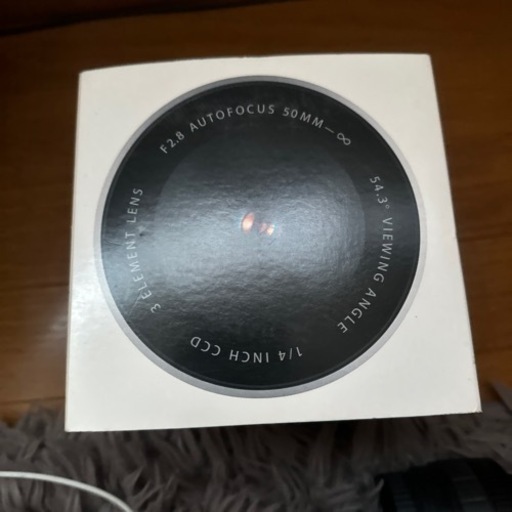 F2.8 AUTOFOCUS 50MM—∞
54.3° VIEWING ANGLE
1/4 INCH CCD
3 ELEMENT LENS